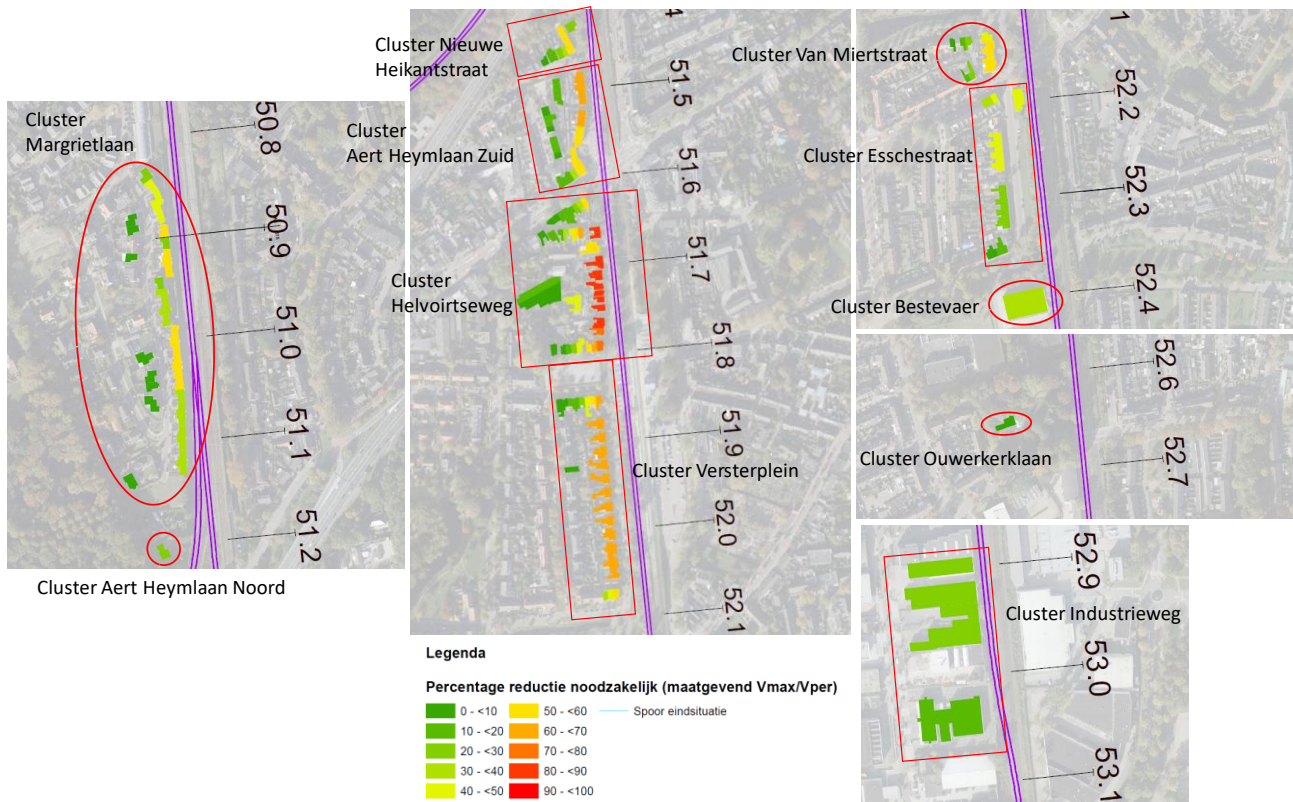 Cluster
Margrietlaan
50.8
50.9
51.0
51.1
51.2
Cluster Aert Heymlaan Noord
Cluster Nieuwe
Heikantstraat
Cluster
Aert Heymlaan Zuid
Cluster
Helvoirtseweg
Cluster Versterplein
51.5
51.6
51.7
51.8
51.9
52.0
52.1
Cluster Van Miertstraat
Cluster Esschestraat
Cluster Bestevaer
52.2
52.3
52.4
52.6
52.7
Cluster Ouwerkerklaan
52.9
Cluster Industrieweg
53.0
53.1
Legenda
Percentage reductie noodzakelijk (maatgevend Vmax/Vper)
0 - <10
10 - <20
20 - <30
30 - <40
40 - <50
50 - <60
60 - <70
70 - <80
80 - <90
90 - <100
Spoor eindsituatie